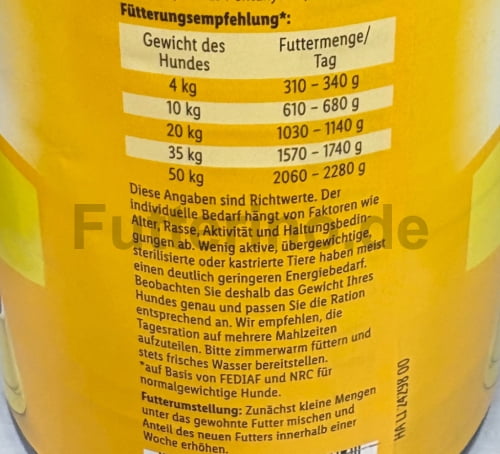 Fütterungsempfehlung*:
Gewicht des Hundes
Futtermenge/ Tag
4 kg 310 – 340 g
10 kg 610 – 680 g
20 kg 1030 – 1140 g
35 kg 1570 – 1740 g
50 kg 2060 – 2280 g
Diese Angaben sind Richtwerte. Der
individuelle Bedarf hängt von Faktoren wie
Alter, Rasse, Aktivität und Haltungsbedin-
gungen ab. Wenig aktive, übergewichtige,
sterilisierte oder kastrierte Tiere haben meist
einen deutlich geringeren Energiebedarf.
Beobachten Sie deshalb das Gewicht Ihres
Hundes genau und passen Sie die Ration
entsprechend an. Wir empfehlen, die
Tagesration auf mehrere Mahlzeiten
aufzuteilen. Bitte zimmerwarm füttern und
stets frisches Wasser bereitstellen.
*auf Basis von FEDIAF und NRC für
normalgewichtige Hunde.
Futterumstellung: Zunächst kleine Mengen
unter das gewohnte Futter mischen und
Anteil des neuen Futters innerhalb einer
Woche erhöhen.